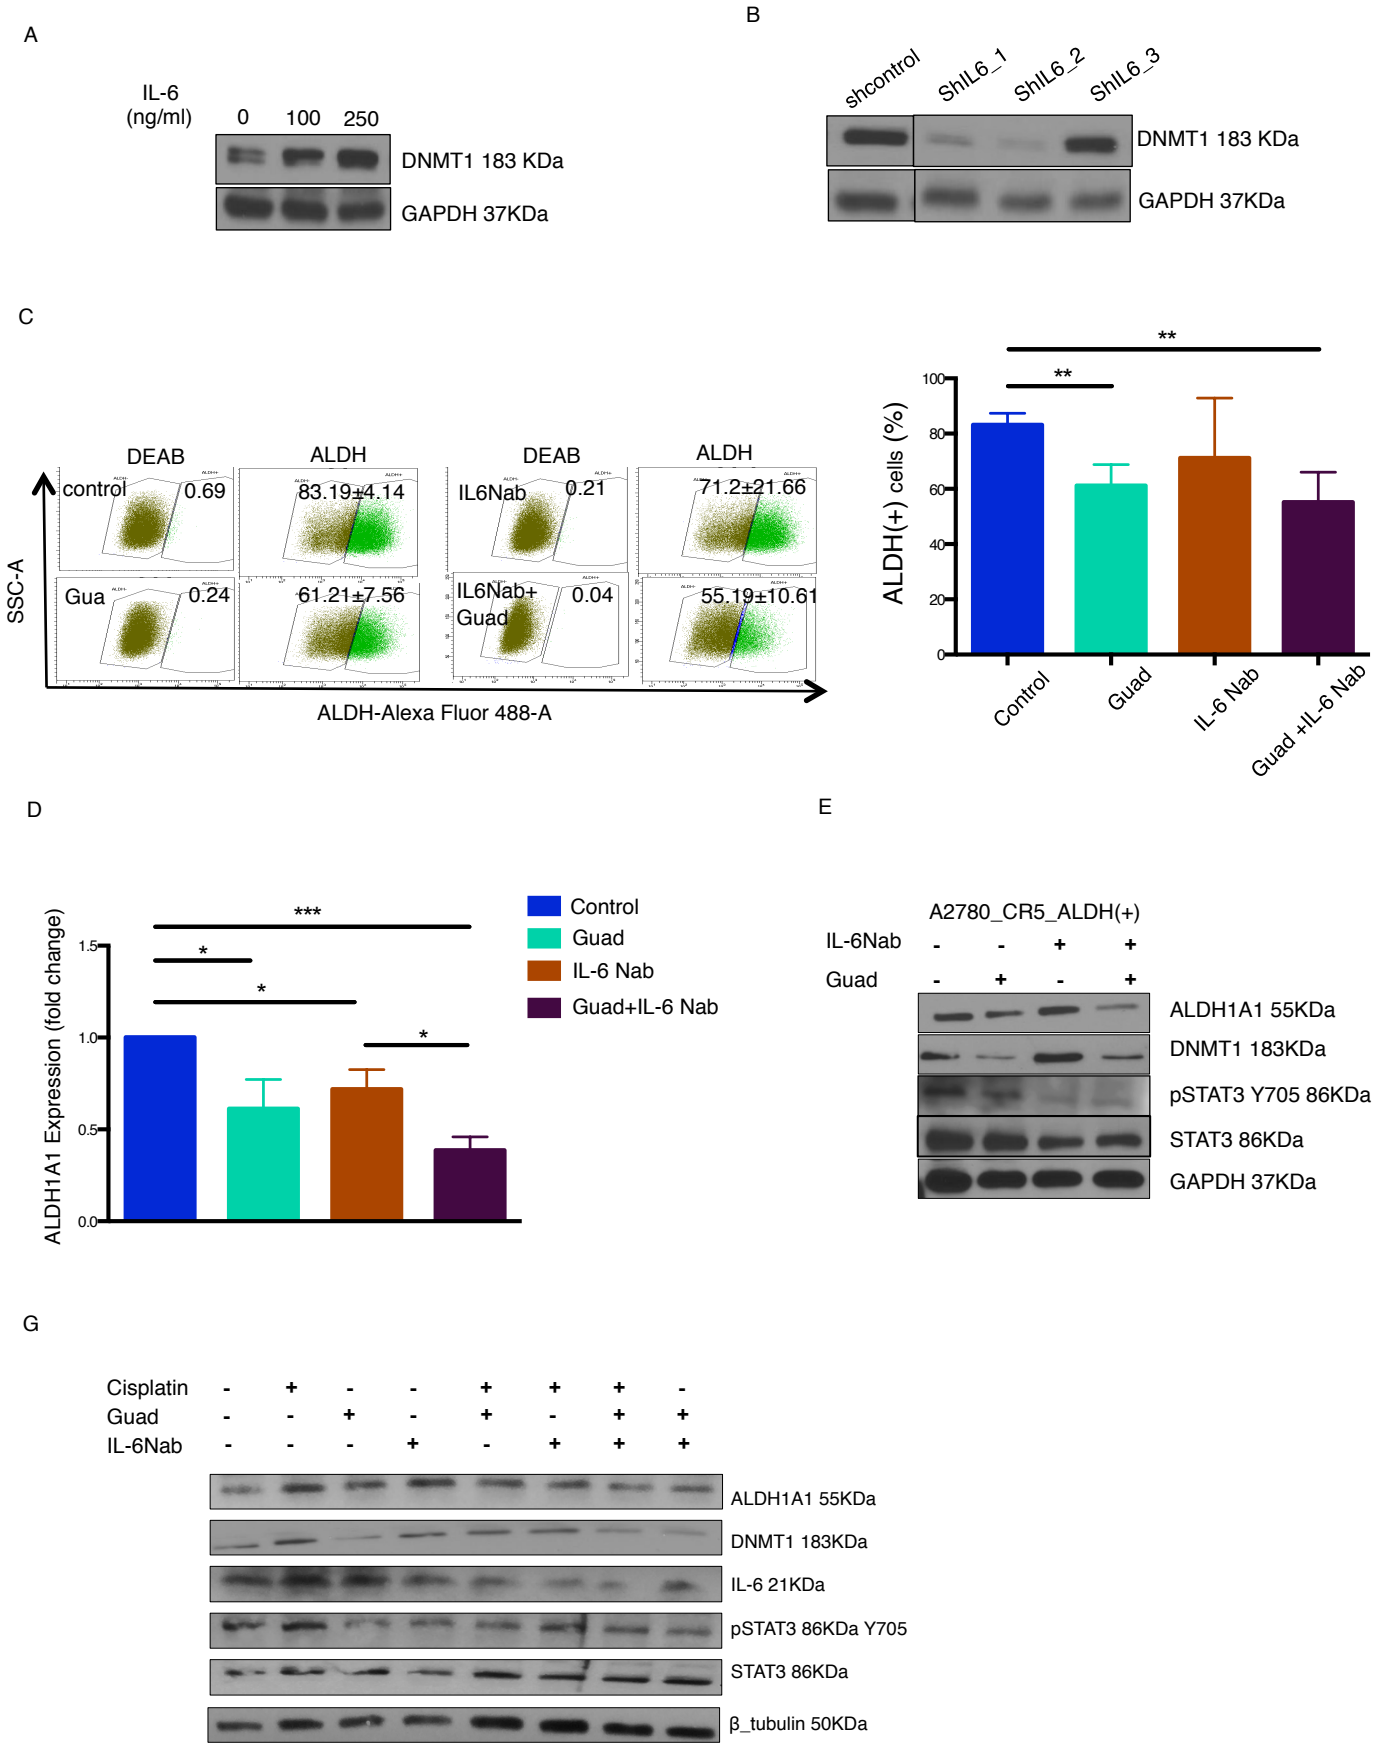 A
IL-6
(ng/ml)
0 100 250
DNMT1 183 KDa
GAPDH 37KDa
B
shcontrol ShIL6_1 ShIL6_2 ShIL6_3
DNMT1 183 KDa
GAPDH 37KDa
C
DEAB ALDH DEAB ALDH
control 0.69 83.19±4.14 IL6Nab 0.21 71.2±21.66
Gua 0.24 61.21±7.56 IL6Nab+
Guad 0.04 55.19±10.61
SSC-A
ALDH-Alexa Fluor 488-A
**
**
ALDH(+) cells (%)
100
80
60
40
20
0
Control Guad IL-6 Nab Guad +IL-6 Nab
D
ALDH1A1 Expression (fold change)
1.5
1.0
0.5
0.0
***
*
*
*
Control
Guad
IL-6 Nab
Guad+IL-6 Nab
E
A2780_CR5_ALDH(+)
IL-6Nab - - + +
Guad - + - +
ALDH1A1 55KDa
DNMT1 183KDa
pSTAT3 Y705 86KDa
STAT3 86KDa
GAPDH 37KDa
G
Cisplatin - + - - + + + -
Guad - - + - + - + +
IL-6Nab - - - + - + + +
ALDH1A1 55KDa
DNMT1 183KDa
IL-6 21KDa
pSTAT3 86KDa Y705
STAT3 86KDa
β_tubulin 50KDa